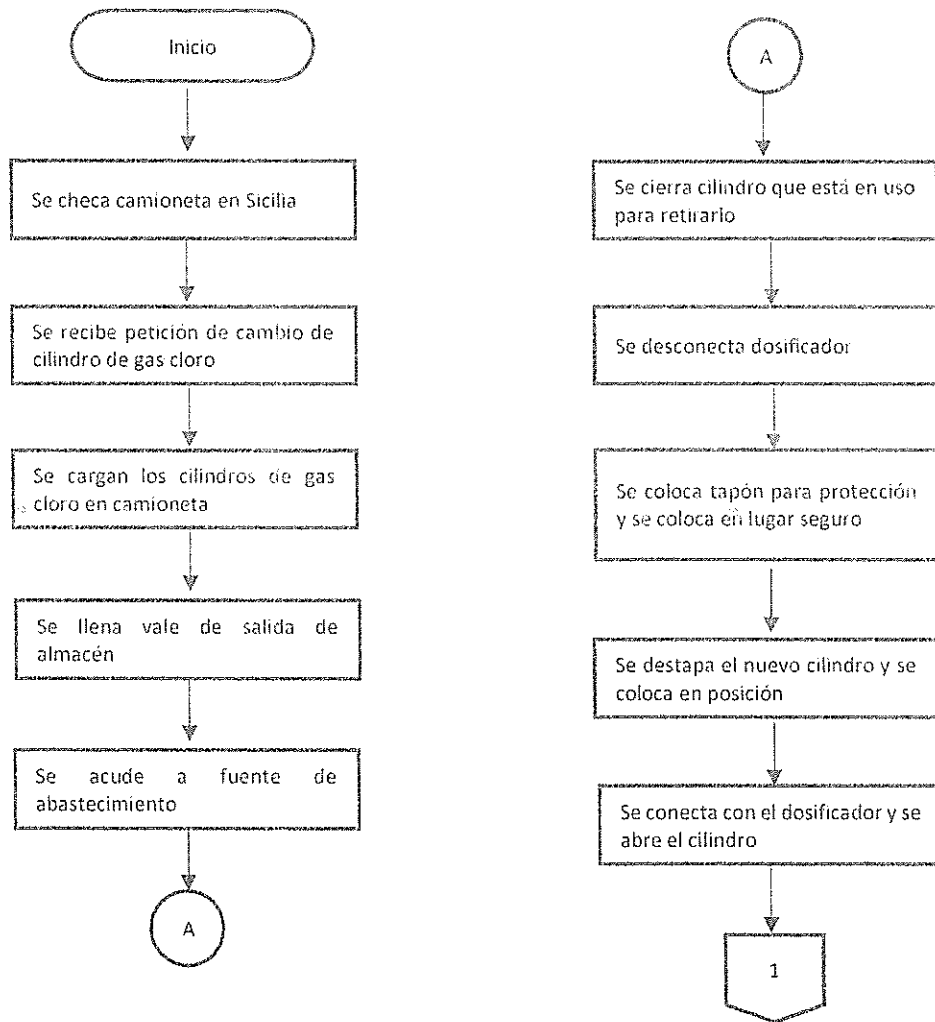 Inicio
Se checa camioneta en Sicilia
Se recibe petición de cambio de
cilindro de gas cloro
Se cargan los cilindros de gas
cloro en camioneta
Se llena vale de salida de
almacén
Se acude a fuente de
abastecimiento
A
A
Se cierra cilindro que está en uso
para retirarlo
Se desconecta dosificador
Se coloca tapón para protección
y se coloca en lugar seguro
Se destapa el nuevo cilindro y se
coloca en posición
Se conecta con el dosificador y se
abre el cilindro
1